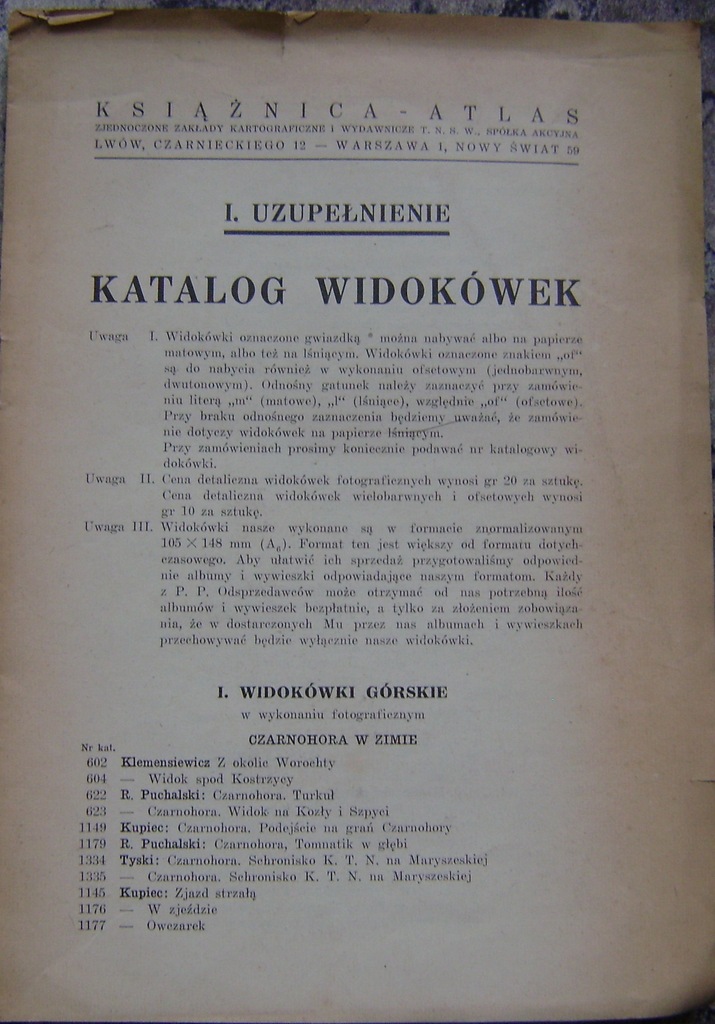 KSIĄŻNICA - ATLAS
ZJEDNOCZONE ZAKŁADY KARTOGRAFICZNE I WYDAWNICZE T. N. S. W., SPÓŁKA AKCYJNA
LWÓW, CZARNIECKIEGO 12 — WARSZAWA 1, NOWY ŚWIAT 59
I. UZUPEŁNIENIE
KATALOG WIDOKÓWEK
Uwaga I. Widokówki oznaczone gwiazdką * można nabywać albo na papierze
matowym, albo też na lśniącym. Widokówki oznaczone znakiem „of“
są do nabycia również w wykonaniu ofsetowym (jednobarwnym,
dwutonowym). Odnośny gatunek należy zaznaczyć przy zamówie-
niu literą „m“ (matowe), „l“ (lśniące), względnie „of“ (ofsetowe).
Przy braku odnośnego zaznaczenia będziemy uważać, że zamówie-
nie dotyczy widokówek na papierze lśniącym.
Przy zamówieniach prosimy koniecznie podawać nr katalogowy wi-
dokówki.
Uwaga II. Cena detaliczna widokówek fotograficznych wynosi gr 20 za sztukę.
Cena detaliczna widokówek wielobarwnych i ofsetowych wynosi
gr 10 za sztukę.
Uwaga III. Widokówki nasze wykonane są w formacie znormalizowanym
105 × 148 mm (A₆). Format ten jest większy od formatu dotych-
czasowego. Aby ułatwić ich sprzedaż przygotowaliśmy odpowied-
nie albumy i wywieszki odpowiadające naszym formatom. Każdy
z P. P. Odsprzedawców może otrzymać od nas potrzebną ilość
albumów i wywieszek bezpłatnie, a tylko za złożeniem zobowiąza-
nia, że w dostarczonych Mu przez nas albumach i wywieszkach
przechowywać będzie wyłącznie nasze widokówki.
I. WIDOKÓWKI GÓRSKIE
w wykonaniu fotograficznym
CZARNOHORA W ZIMIE
Nr kat.
602 Klemensiewicz Z okolic Worochty
604 — Widok spod Kostrzycy
622 R. Puchalski: Czarnohora. Turkuł
623 — Czarnohora. Widok na Kozły i Szpyci
1149 Kupiec: Czarnohora. Podejście na grań Czarnohory
1179 R. Puchalski: Czarnohora, Tomnatik w głębi
1334 Tyski: Czarnohora. Schronisko K. T. N. na Maryszeskiej
1335 — Czarnohora. Schronisko K. T. N. na Maryszeskiej
1145 Kupiec: Zjazd strzałą
1176 — W zjeździe
1177 — Owczarek